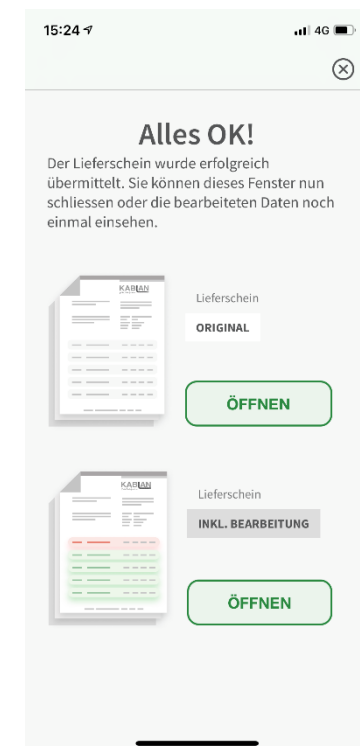 15:24
4G
Alles OK!
Der Lieferschein wurde erfolgreich
übermittelt. Sie können dieses Fenster nun
schliessen oder die bearbeiteten Daten noch
einmal einsehen.
KABLAN
Lieferschein
ORIGINAL
ÖFFNEN
KABLAN
Lieferschein
INKL. BEARBEITUNG
ÖFFNEN